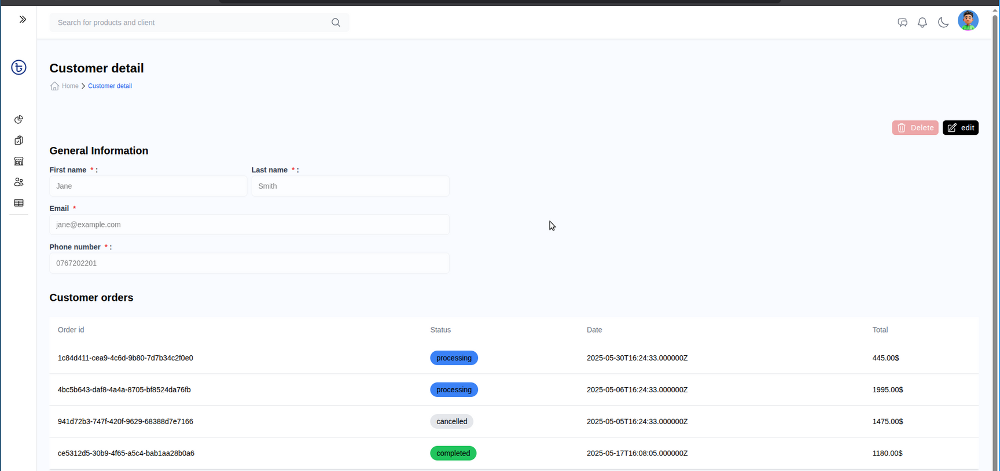 Search for products and client
Customer detail
Home Customer detail
Delete edit
General Information
First name * : Last name * :
Jane Smith
Email *
jane@example.com
Phone number * :
0767202201
Customer orders
Order id Status Date Total
1c84d411-cea9-4c6d-9b80-7d7b34c2f0e0 processing 2025-05-30T16:24:33.000000Z 445.00$
4bc5b643-daf8-4a4a-8705-bf8524da76fb processing 2025-05-06T16:24:33.000000Z 1995.00$
941d72b3-747f-420f-9629-68388d7e7166 cancelled 2025-05-05T16:24:33.000000Z 1475.00$
ce5312d5-30b9-4f65-a5c4-bab1aa28b0a6 completed 2025-05-17T16:08:05.000000Z 1180.00$